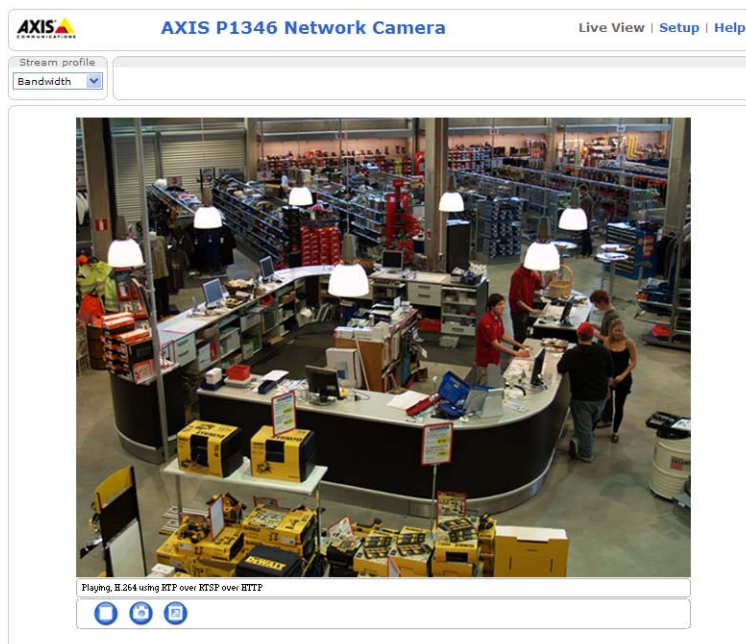 AXIS
COMMUNICATIONS
AXIS P1346 Network Camera
Live View | Setup | Help
Stream profile
Bandwidth
DEWALT
Playing, H.264 using RTP over RTSP over HTTP